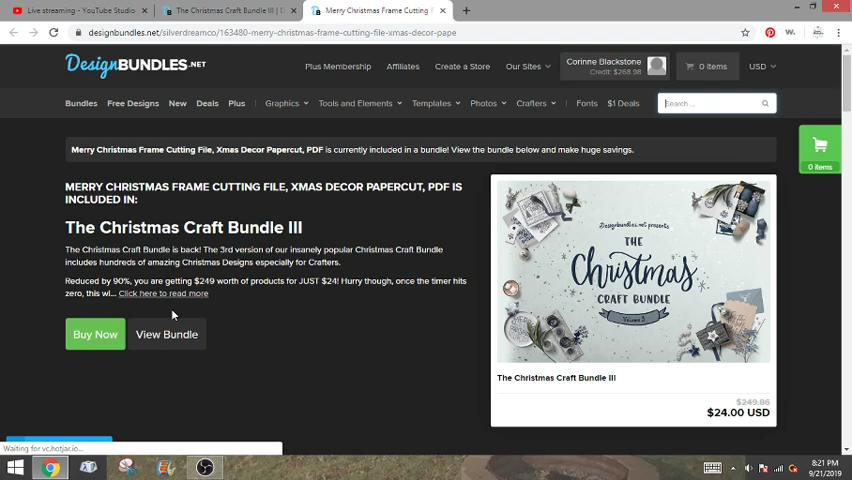 Live streaming - YouTube Studio
The Christmas Craft Bundle III | D
Merry Christmas Frame Cutting F
designbundles.net/silverdreamco/163480-merry-christmas-frame-cutting-file-xmas-decor-pape
DesignBUNDLES.NET
Plus Membership Affiliates Create a Store Our Sites
Corinne Blackstone
Credit: $268.98
0 items
USD
Bundles Free Designs New Deals Plus Graphics Tools and Elements Templates Photos Crafters Fonts $1 Deals
Search ...
0 items
Merry Christmas Frame Cutting File, Xmas Decor Papercut, PDF is currently included in a bundle! View the bundle below and make huge savings.
MERRY CHRISTMAS FRAME CUTTING FILE, XMAS DECOR PAPERCUT, PDF IS
INCLUDED IN:
The Christmas Craft Bundle III
The Christmas Craft Bundle is back! The 3rd version of our insanely popular Christmas Craft Bundle
includes hundreds of amazing Christmas Designs especially for Crafters.
Reduced by 90%, you are getting $249 worth of products for JUST $24! Hurry though, once the timer hits
zero, this wi... Click here to read more
Buy Now View Bundle
Designbundles.net presents
THE
Christmas
CRAFT BUNDLE
Volume 3
The Christmas Craft Bundle III
$249.86
$24.00 USD
Waiting for vc.hotjar.io...
8:21 PM
9/21/2019